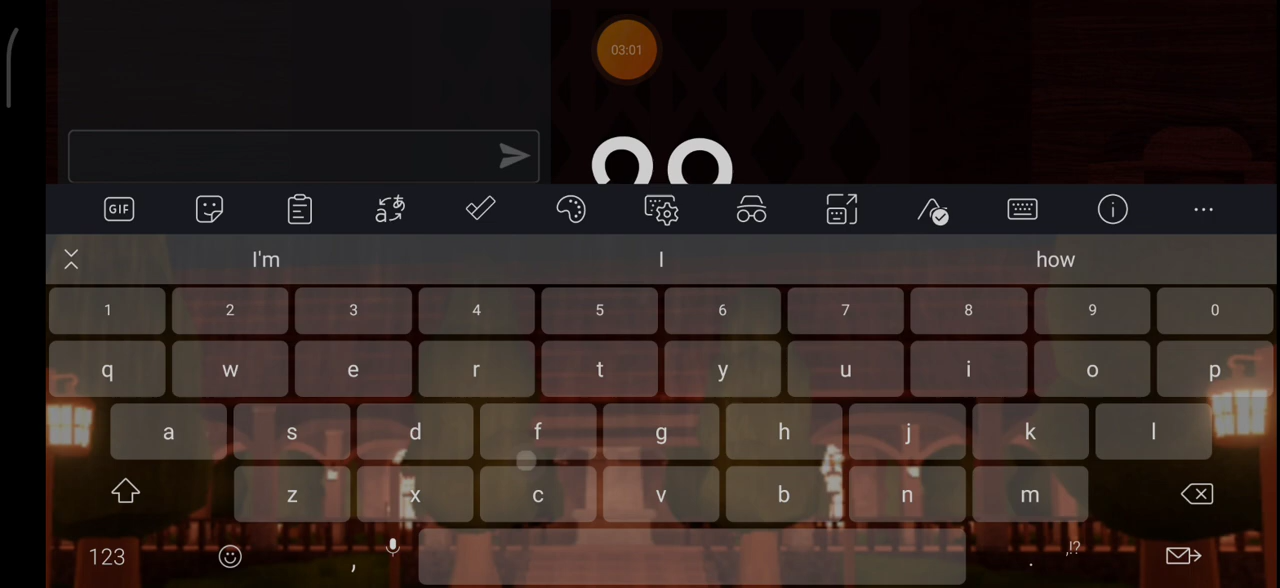 03:01
GIF
I'm I how
1 2 3 4 5 6 7 8 9 0
q w e r t y u i o p
a s d f g h j k l
z x c v b n m
123 , . ,!?